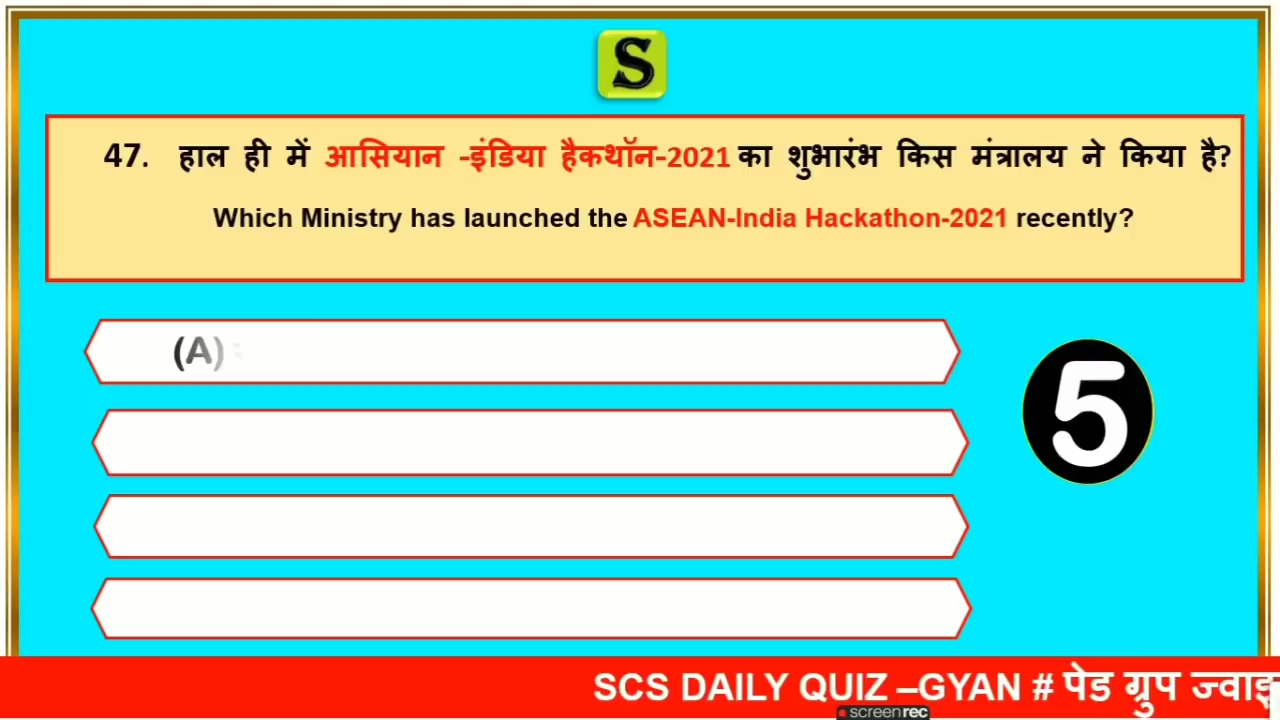 S
47. हाल ही में आसियान -इंडिया हैकथॉन-2021 का शुभारंभ किस मंत्रालय ने किया है?
Which Ministry has launched the ASEAN-India Hackathon-2021 recently?
(A)
5
SCS DAILY QUIZ –GYAN # पेड ग्रुप ज्वाइ
screenrec